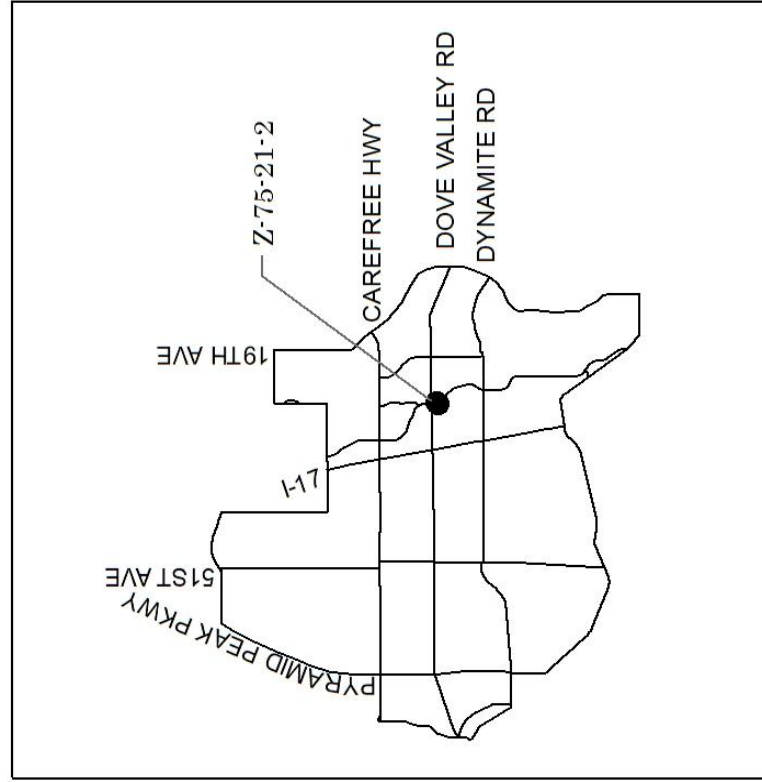 Z-75-21-2
CAREFREE HWY
DOVE VALLEY RD
DYNAMITE RD
19TH AVE
I-17
51ST AVE
PYRAMID PEAK PKWY